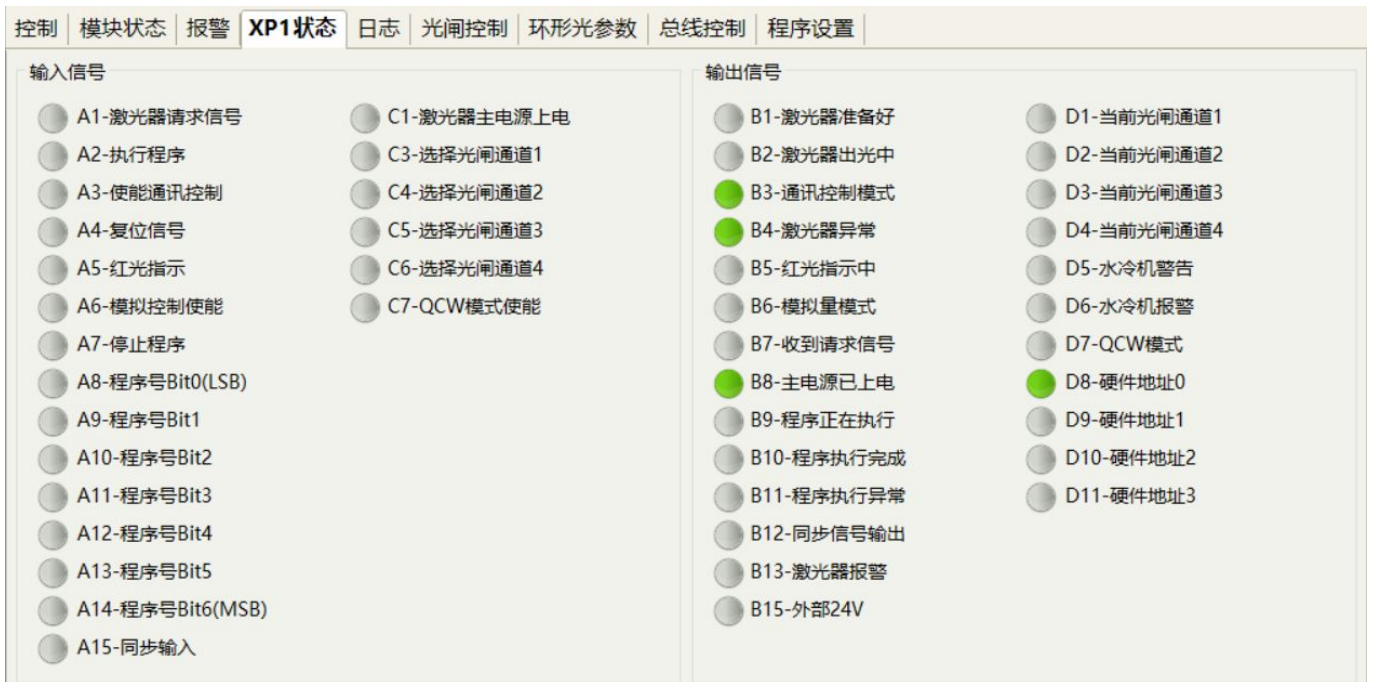 控制 模块状态 报警 XP1状态 日志 光闸控制 环形光参数 总线控制 程序设置
输入信号
A1-激光器请求信号
A2-执行程序
A3-使能通讯控制
A4-复位信号
A5-红光指示
A6-模拟控制使能
A7-停止程序
A8-程序号Bit0(LSB)
A9-程序号Bit1
A10-程序号Bit2
A11-程序号Bit3
A12-程序号Bit4
A13-程序号Bit5
A14-程序号Bit6(MSB)
A15-同步输入
C1-激光器主电源上电
C3-选择光闸通道1
C4-选择光闸通道2
C5-选择光闸通道3
C6-选择光闸通道4
C7-QCW模式使能
输出信号
B1-激光器准备好
B2-激光器出光中
B3-通讯控制模式
B4-激光器异常
B5-红光指示中
B6-模拟量模式
B7-收到请求信号
B8-主电源已上电
B9-程序正在执行
B10-程序执行完成
B11-程序执行异常
B12-同步信号输出
B13-激光器报警
B15-外部24V
D1-当前光闸通道1
D2-当前光闸通道2
D3-当前光闸通道3
D4-当前光闸通道4
D5-水冷机警告
D6-水冷机报警
D7-QCW模式
D8-硬件地址0
D9-硬件地址1
D10-硬件地址2
D11-硬件地址3